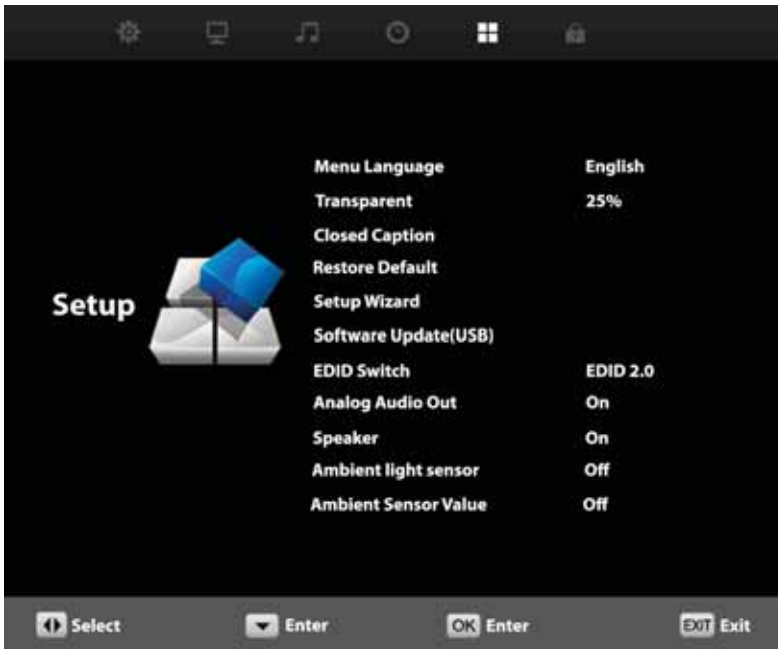 Setup
Menu Language English
Transparent 25%
Closed Caption
Restore Default
Setup Wizard
Software Update(USB)
EDID Switch EDID 2.0
Analog Audio Out On
Speaker On
Ambient light sensor Off
Ambient Sensor Value Off
Select Enter OK Enter EXIT Exit